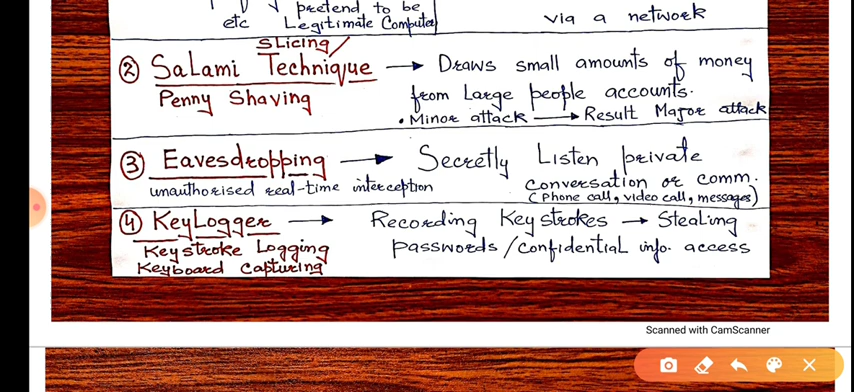 pretend to be
etc Legitimate Computer
via a network
② Salami Slicing/ Technique → Draws small amounts of money
Penny Shaving from Large people accounts.
• Minor attack → Result Major attack
③ Eavesdropping → Secretly Listen private
unauthorised real-time interception conversation or comm.
(phone call, video call, messages)
④ KeyLogger → Recording Keystrokes → Stealing
Keystroke Logging passwords/confidential info. access
Keyboard Capturing
Scanned with CamScanner